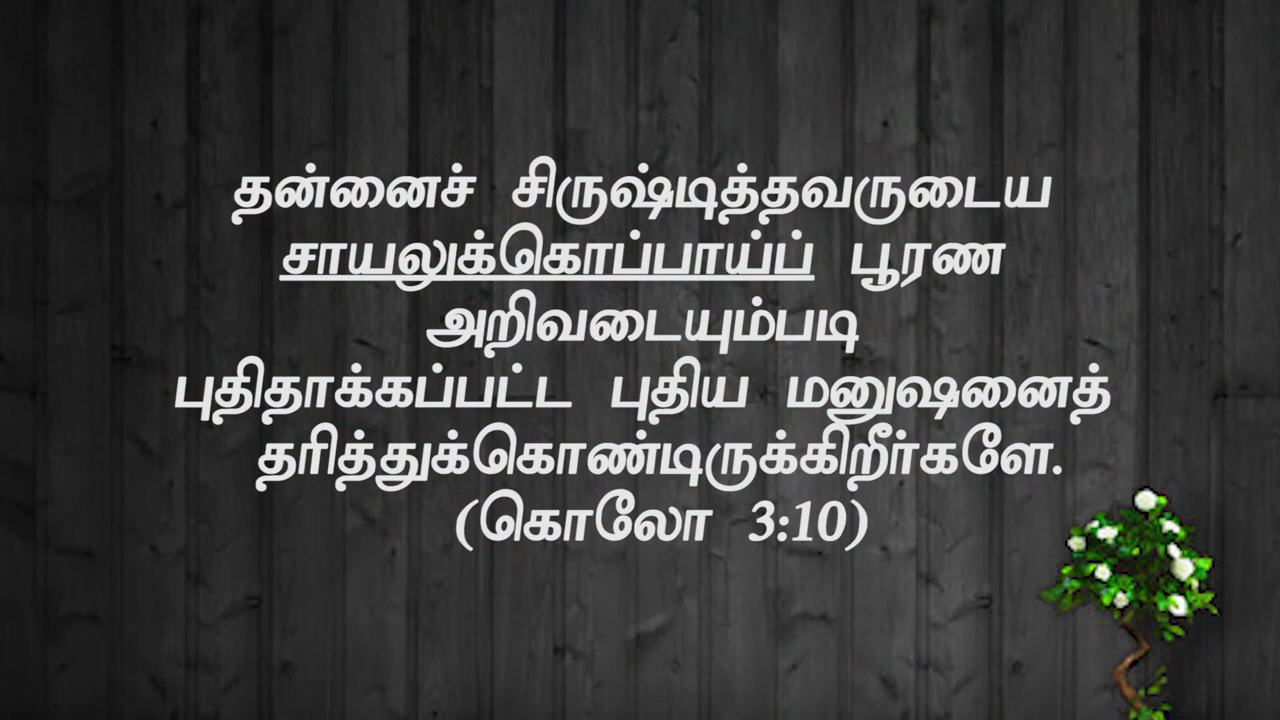 தன்னைச் சிருஷ்டித்தவருடைய
சாயலுக்கொப்பாய்ப் பூரண
அறிவடையும்படி
புதிதாக்கப்பட்ட புதிய மனுஷனைத்
தரித்துக்கொண்டிருக்கிறீர்களே.
(கொலோ 3:10)